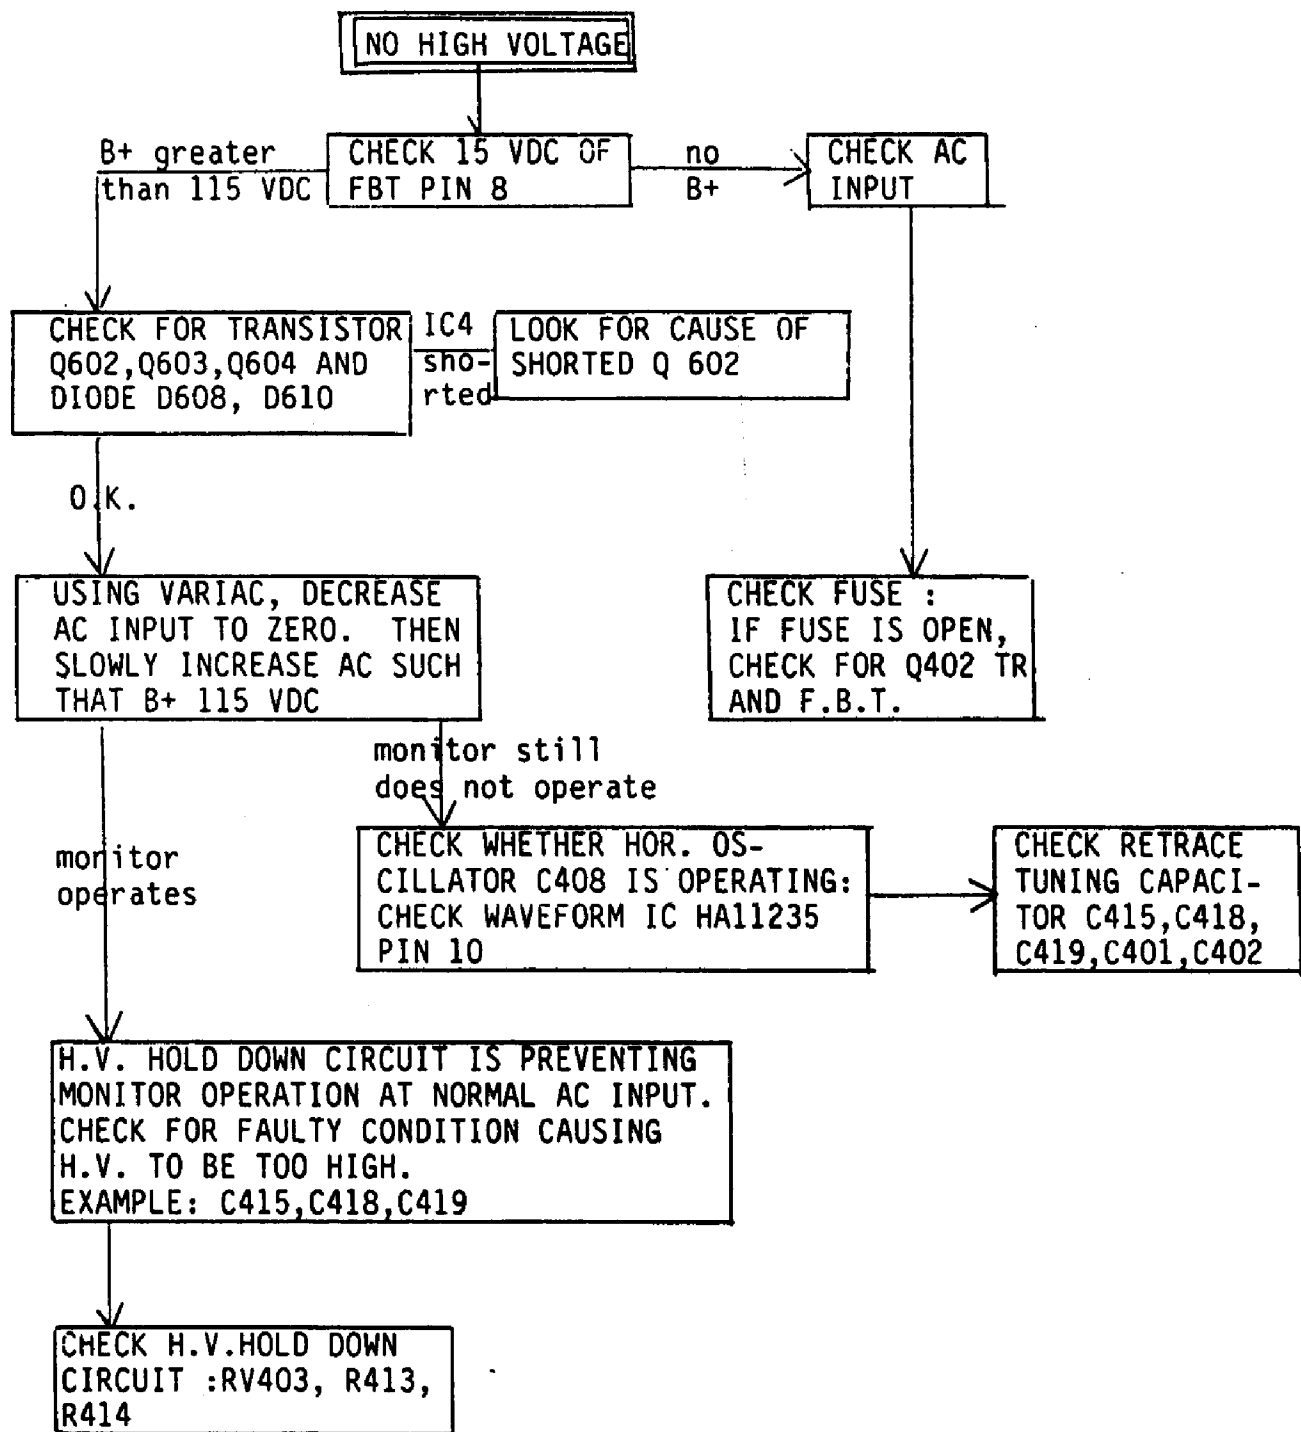 NO HIGH VOLTAGE
B+ greater
than 115 VDC
CHECK 15 VDC OF
FBT PIN 8
no
B+
CHECK AC
INPUT
CHECK FOR TRANSISTOR
Q602,Q603,Q604 AND
DIODE D608, D610
IC4
sho-
rted
LOOK FOR CAUSE OF
SHORTED Q 602
O.K.
USING VARIAC, DECREASE
AC INPUT TO ZERO. THEN
SLOWLY INCREASE AC SUCH
THAT B+ 115 VDC
CHECK FUSE :
IF FUSE IS OPEN,
CHECK FOR Q402 TR
AND F.B.T.
monitor still
does not operate
monitor
operates
CHECK WHETHER HOR. OS-
CILLATOR C408 IS OPERATING:
CHECK WAVEFORM IC HA11235
PIN 10
CHECK RETRACE
TUNING CAPACI-
TOR C415,C418,
C419,C401,C402
H.V. HOLD DOWN CIRCUIT IS PREVENTING
MONITOR OPERATION AT NORMAL AC INPUT.
CHECK FOR FAULTY CONDITION CAUSING
H.V. TO BE TOO HIGH.
EXAMPLE: C415,C418,C419
CHECK H.V.HOLD DOWN
CIRCUIT :RV403, R413,
R414